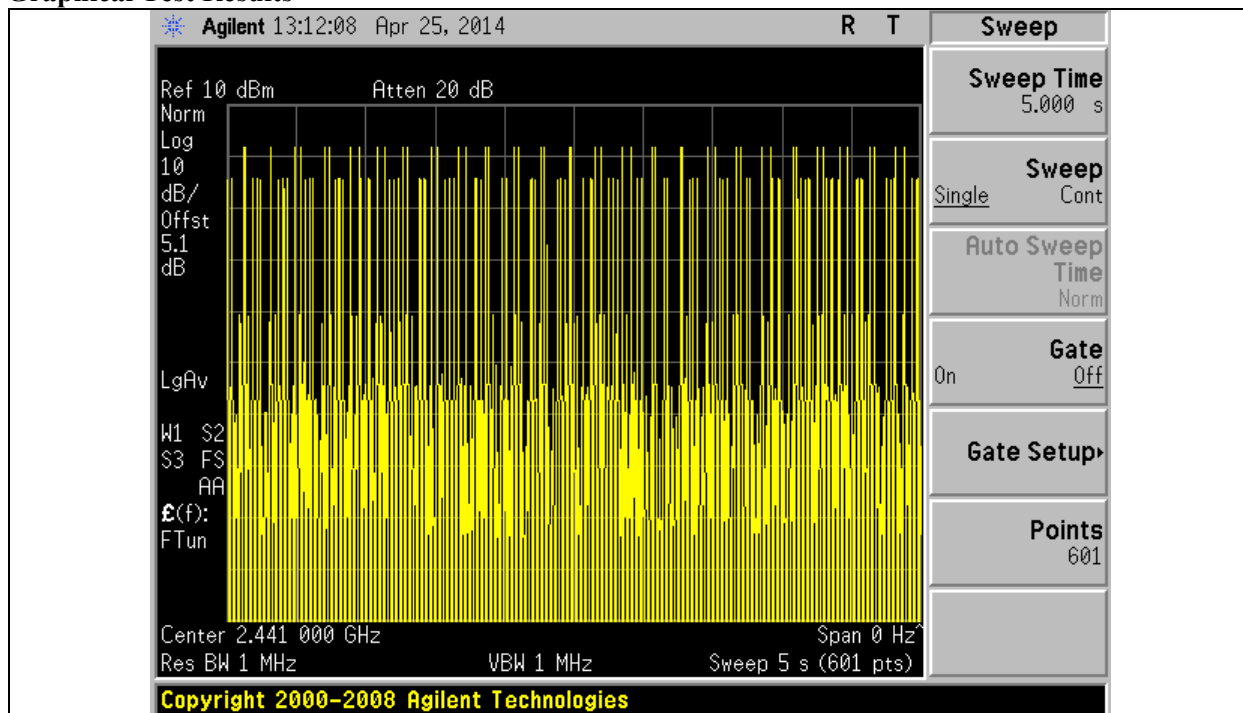 Agilent 13:12:08 Apr 25, 2014 R T
Ref 10 dBm Atten 20 dB
Norm
Log
10
dB/
Offst
5.1
dB
LgAv
W1 S2
S3 FS
AA
£(f):
FTun
Center 2.441 000 GHz Span 0 Hz^
Res BW 1 MHz VBW 1 MHz Sweep 5 s (601 pts)
Copyright 2000-2008 Agilent Technologies
Sweep
Sweep Time
5.000 s
Sweep
Single Cont
Auto Sweep
Time
Norm
Gate
On Off
Gate Setup▸
Points
601